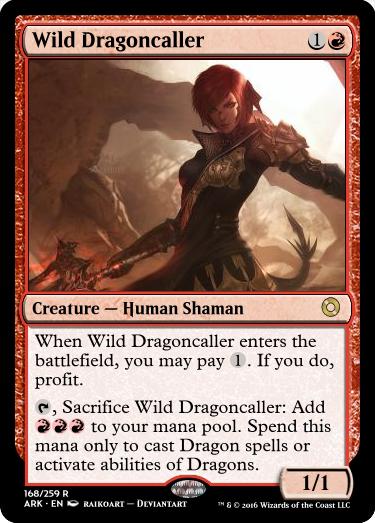 Wild Dragoncaller 1
Creature — Human Shaman
When Wild Dragoncaller enters the
battlefield, you may pay 1. If you do,
profit.
, Sacrifice Wild Dragoncaller: Add
to your mana pool. Spend this
mana only to cast Dragon spells or
activate abilities of Dragons.
1/1
168/259 R
ARK • EN RAIKOART — DEVIANTART
™ & © 2016 Wizards of the Coast LLC